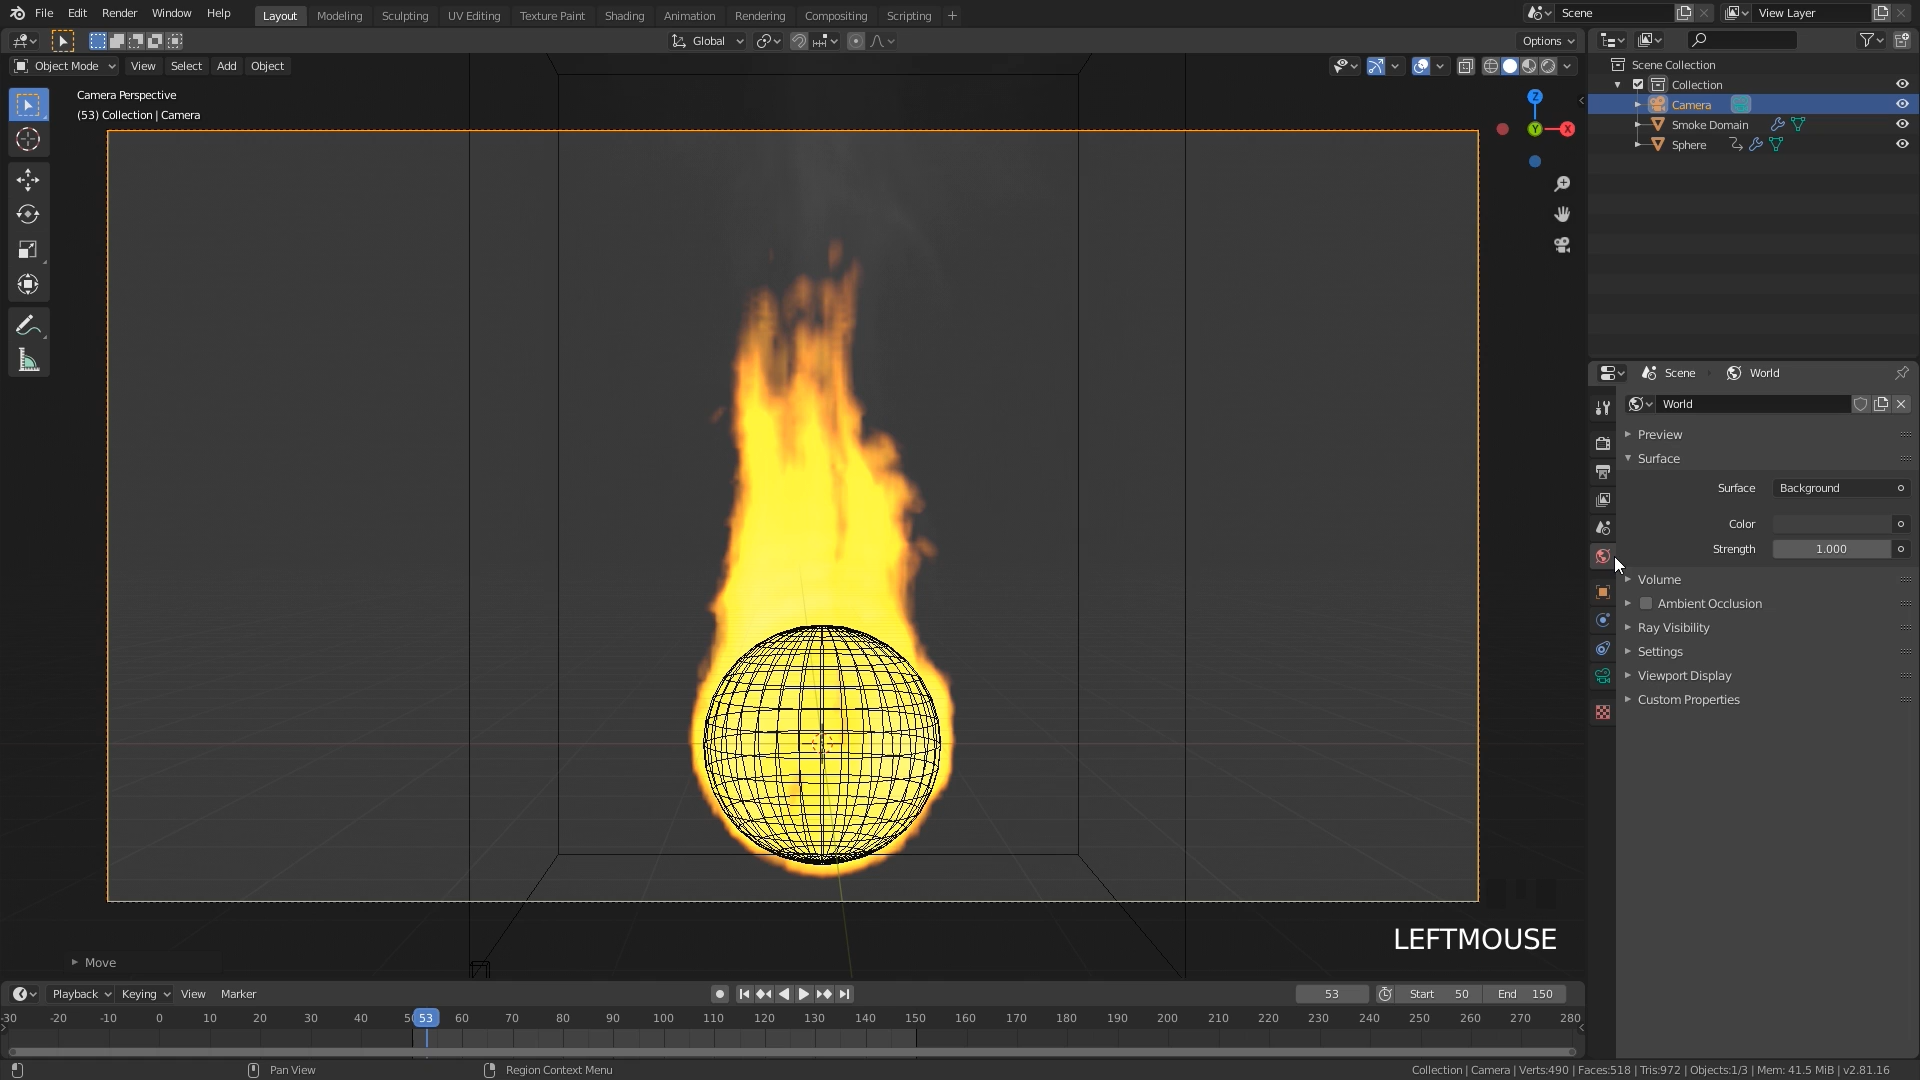 File Edit Render Window Help Layout Modeling Sculpting UV Editing Texture Paint Shading Animation Rendering Compositing Scripting + Scene View Layer
Global Options
Object Mode View Select Add Object
Camera Perspective
(53) Collection | Camera
Z
Y
X
Scene Collection
Collection
Camera
Smoke Domain
Sphere
Scene World
World
Preview
Surface
Surface Background
Color
Strength 1.000
Volume
Ambient Occlusion
Ray Visibility
Settings
Viewport Display
Custom Properties
LEFTMOUSE
Move
Playback Keying View Marker 53 Start 50 End 150
-30 -20 -10 0 10 20 30 40 53 60 70 80 90 100 110 120 130 140 150 160 170 180 190 200 210 220 230 240 250 260 270 280
Pan View Region Context Menu Collection | Camera | Verts:490 | Faces:518 | Tris:972 | Objects:1/3 | Mem: 41.5 MiB | v2.81.16